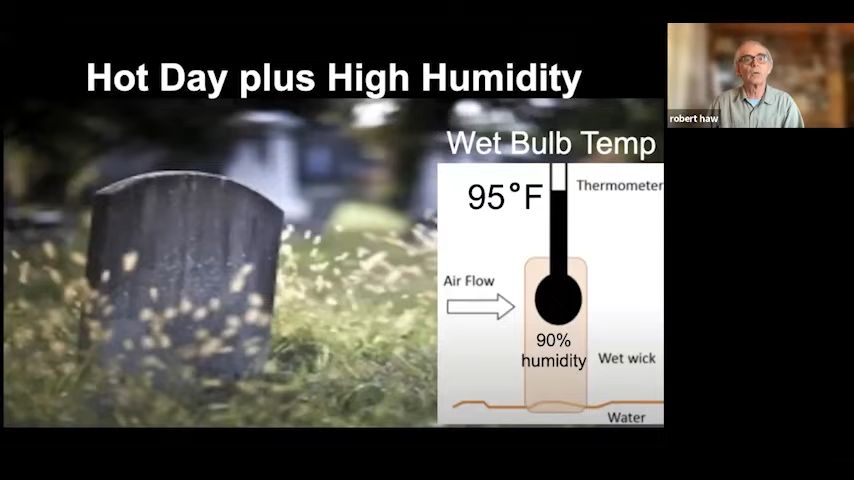 Hot Day plus High Humidity
robert haw
Wet Bulb Temp
95°F
Thermometer
Air Flow
90%
humidity
Wet wick
Water